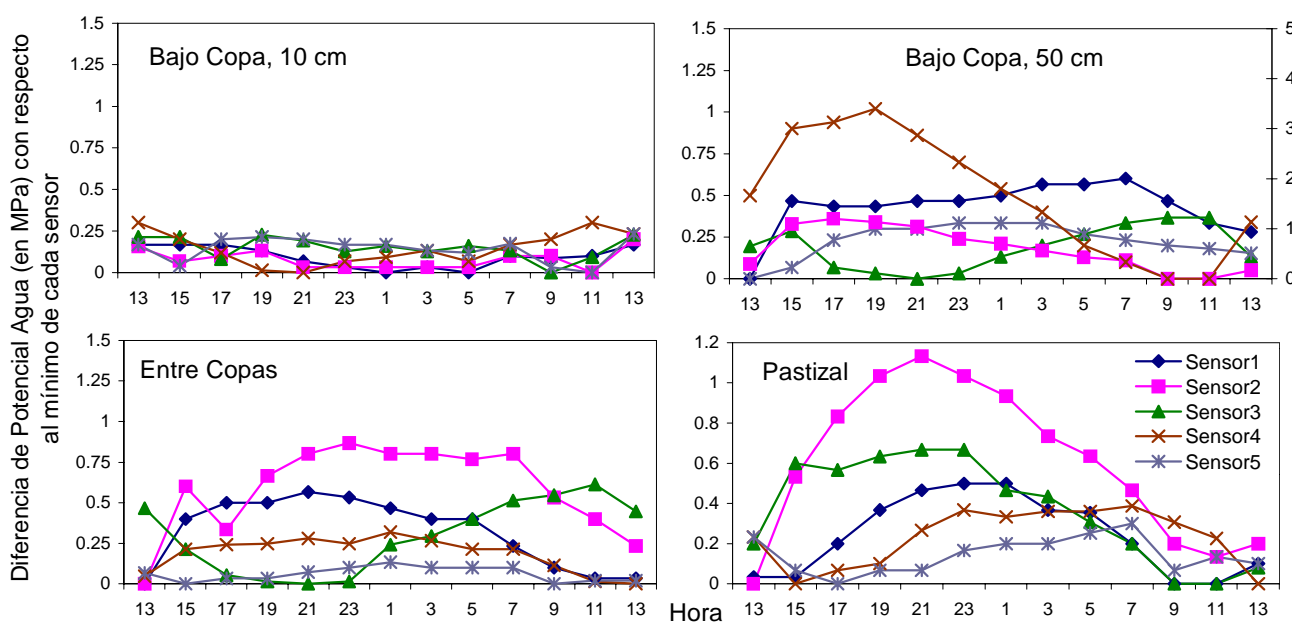 Diferencia de Potencial Agua (en MPa) con respecto
al mínimo de cada sensor
Bajo Copa, 10 cm
1.5
1.25
1
0.75
0.5
0.25
0
13 15 17 19 21 23 1 3 5 7 9 11 13
Bajo Copa, 50 cm
1.5
1.25
1
0.75
0.5
0.25
0
5
4
3
2
1
0
13 15 17 19 21 23 1 3 5 7 9 11 13
Entre Copas
1.5
1.25
1
0.75
0.5
0.25
0
13 15 17 19 21 23 1 3 5 7 9 11 13
Pastizal
1.2
1
0.8
0.6
0.4
0.2
0
13 15 17 19 21 23 1 3 5 7 9 11 13
Sensor1
Sensor2
Sensor3
Sensor4
Sensor5
Hora